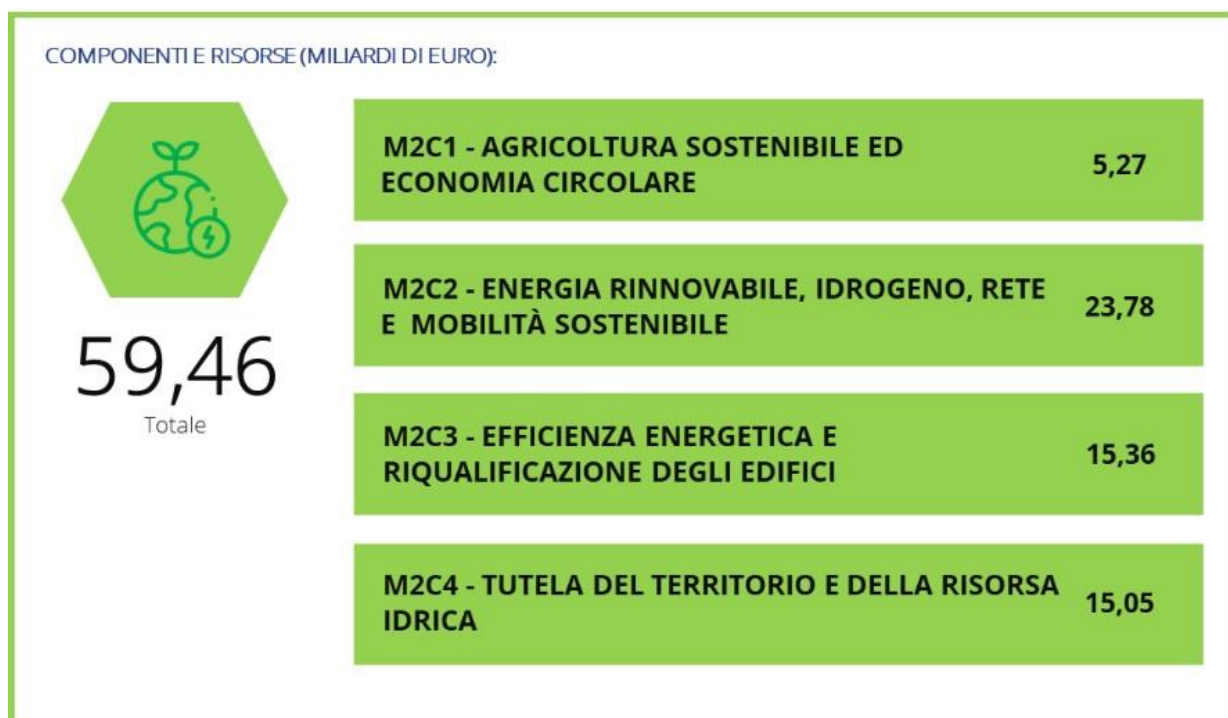 COMPONENTI E RISORSE (MILIARDI DI EURO):
59,46
Totale
M2C1 - AGRICOLTURA SOSTENIBILE ED
ECONOMIA CIRCOLARE
5,27
M2C2 - ENERGIA RINNOVABILE, IDROGENO, RETE
E MOBILITÀ SOSTENIBILE
23,78
M2C3 - EFFICIENZA ENERGETICA E
RIQUALIFICAZIONE DEGLI EDIFICI
15,36
M2C4 - TUTELA DEL TERRITORIO E DELLA RISORSA
IDRICA
15,05